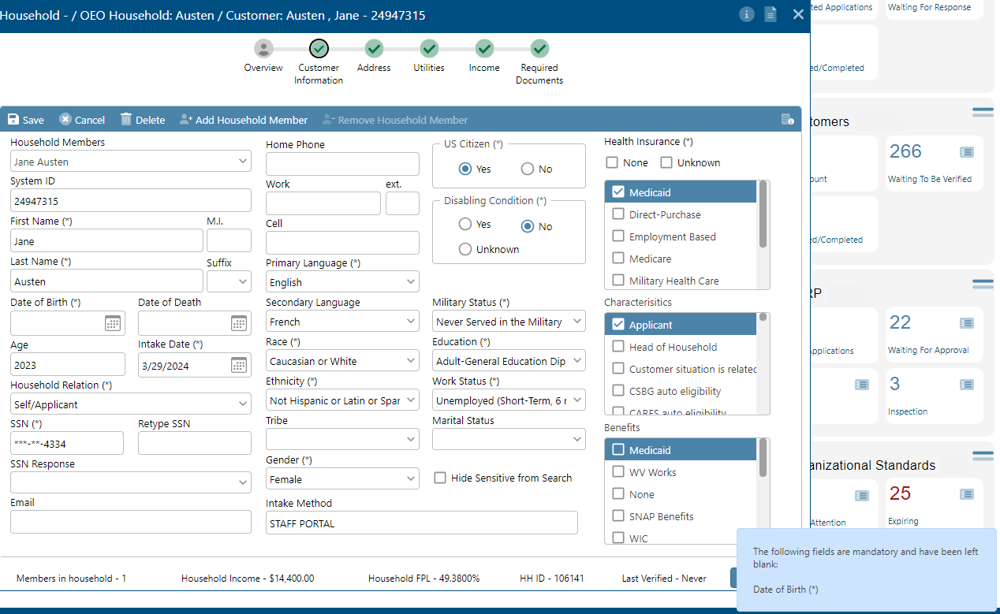 Household - / OEO Household: Austen / Customer: Austen , Jane - 24947315
Overview
Customer Information
Address
Utilities
Income
Required Documents
Save
Cancel
Delete
Add Household Member
Remove Household Member
Household Members
Jane Austen
System ID
24947315
First Name (*)
M.I.
Jane
Last Name (*)
Suffix
Austen
Date of Birth (*)
Date of Death
Age
Intake Date (*)
2023
3/29/2024
Household Relation (*)
Self/Applicant
SSN (*)
Retype SSN
***-**-4334
SSN Response
Email
Home Phone
Work
ext.
Cell
Primary Language (*)
English
Secondary Language
French
Race (*)
Caucasian or White
Ethnicity (*)
Not Hispanic or Latin or Spar
Tribe
Gender (*)
Female
Intake Method
STAFF PORTAL
US Citizen (*)
Yes
No
Disabling Condition (*)
Yes
No
Unknown
Military Status (*)
Never Served in the Military
Education (*)
Adult-General Education Dip
Work Status (*)
Unemployed (Short-Term, 6 r
Marital Status
Hide Sensitive from Search
Health Insurance (*)
None
Unknown
Medicaid
Direct-Purchase
Employment Based
Medicare
Military Health Care
Characterisitics
Applicant
Head of Household
Customer situation is related
CSBG auto eligibility
CARES auto eligibility
Benefits
Medicaid
WV Works
None
SNAP Benefits
WIC
Members in household - 1
Household Income - $14,400.00
Household FPL - 49.3800%
HH ID - 106141
Last Verified - Never
ted Applications
Waiting For Response
ed/Completed
tomers
266
ount
Waiting To Be Verified
ed/Completed
RP
22
Applications
Waiting For Approval
3
Inspection
anizational Standards
25
Attention
Expiring
The following fields are mandatory and have been left
blank:
Date of Birth (*)